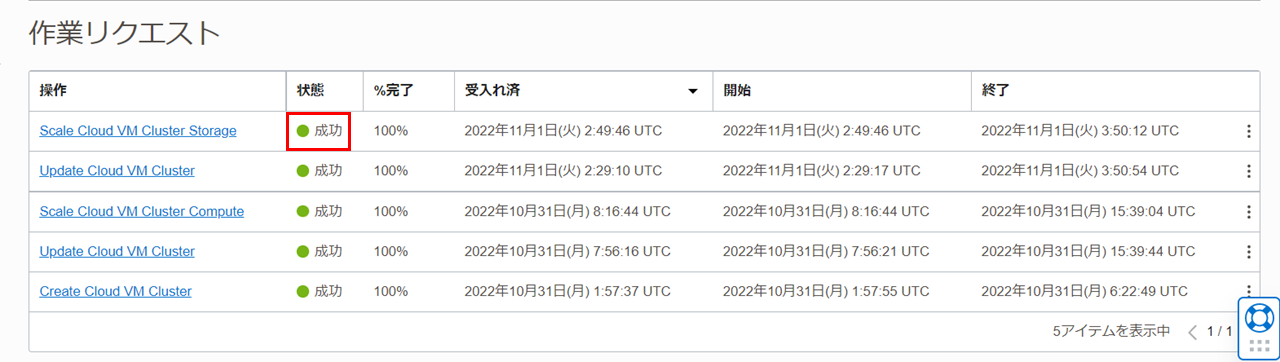 作業リクエスト
操作 状態 %完了 受入れ済 開始 終了
Scale Cloud VM Cluster Storage 成功 100% 2022年11月1日(火) 2:49:46 UTC 2022年11月1日(火) 2:49:46 UTC 2022年11月1日(火) 3:50:12 UTC
Update Cloud VM Cluster 成功 100% 2022年11月1日(火) 2:29:10 UTC 2022年11月1日(火) 2:29:17 UTC 2022年11月1日(火) 3:50:54 UTC
Scale Cloud VM Cluster Compute 成功 100% 2022年10月31日(月) 8:16:44 UTC 2022年10月31日(月) 8:16:44 UTC 2022年10月31日(月) 15:39:04 UTC
Update Cloud VM Cluster 成功 100% 2022年10月31日(月) 7:56:16 UTC 2022年10月31日(月) 7:56:21 UTC 2022年10月31日(月) 15:39:44 UTC
Create Cloud VM Cluster 成功 100% 2022年10月31日(月) 1:57:37 UTC 2022年10月31日(月) 1:57:55 UTC 2022年10月31日(月) 6:22:49 UTC
5アイテムを表示中 1 / 1